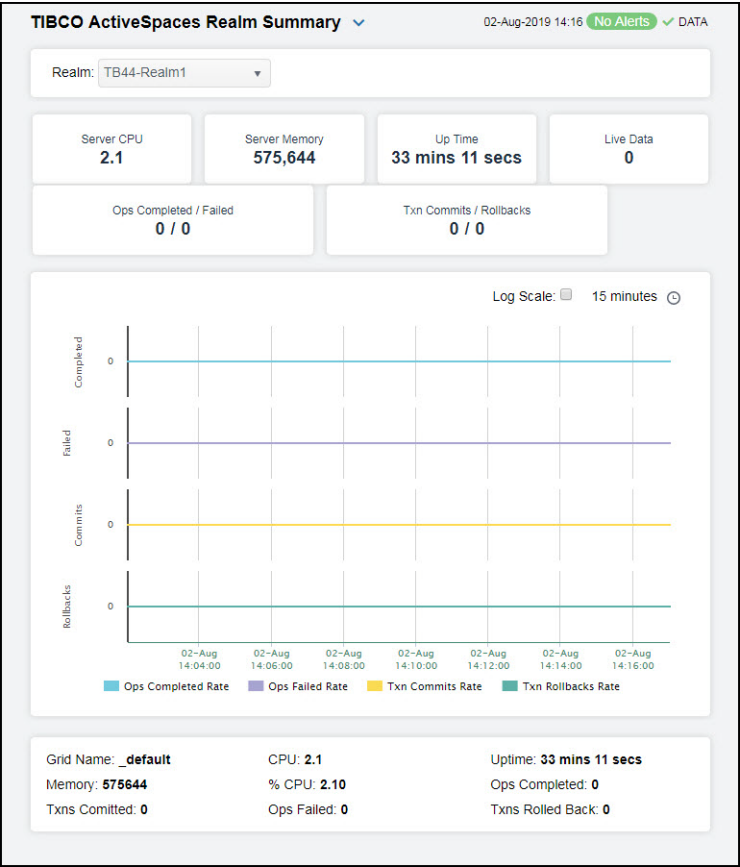 TIBCO ActiveSpaces Realm Summary 02-Aug-2019 14:16 No Alerts DATA
Realm: TB44-Realm1
Server CPU Server Memory Up Time Live Data
2.1 575,644 33 mins 11 secs 0
Ops Completed / Failed Txn Commits / Rollbacks
0 / 0 0 / 0
Log Scale: 15 minutes
Completed 0
Failed 0
Commits 0
Rollbacks 0
02-Aug 02-Aug 02-Aug 02-Aug 02-Aug 02-Aug 02-Aug
14:04:00 14:06:00 14:08:00 14:10:00 14:12:00 14:14:00 14:16:00
Ops Completed Rate Ops Failed Rate Txn Commits Rate Txn Rollbacks Rate
Grid Name: _default CPU: 2.1 Uptime: 33 mins 11 secs
Memory: 575644 % CPU: 2.10 Ops Completed: 0
Txns Comitted: 0 Ops Failed: 0 Txns Rolled Back: 0